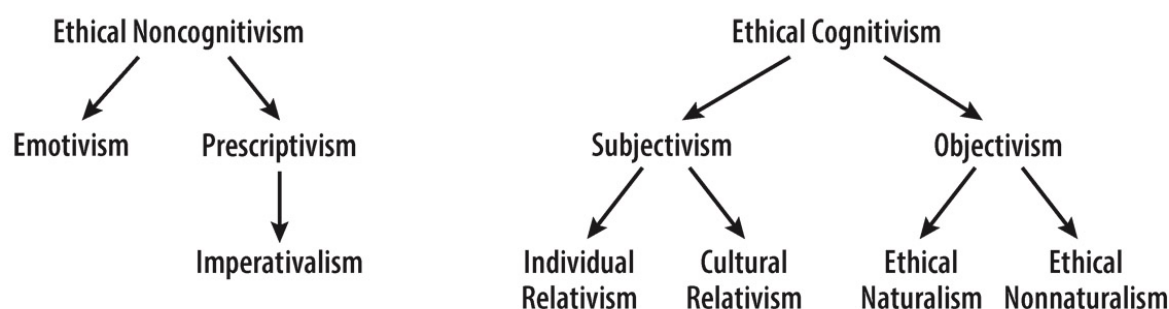 Ethical Noncognitivism
Emotivism
Prescriptivism
Imperativalism
Ethical Cognitivism
Subjectivism
Objectivism
Individual
Relativism
Cultural
Relativism
Ethical
Naturalism
Ethical
Nonnaturalism